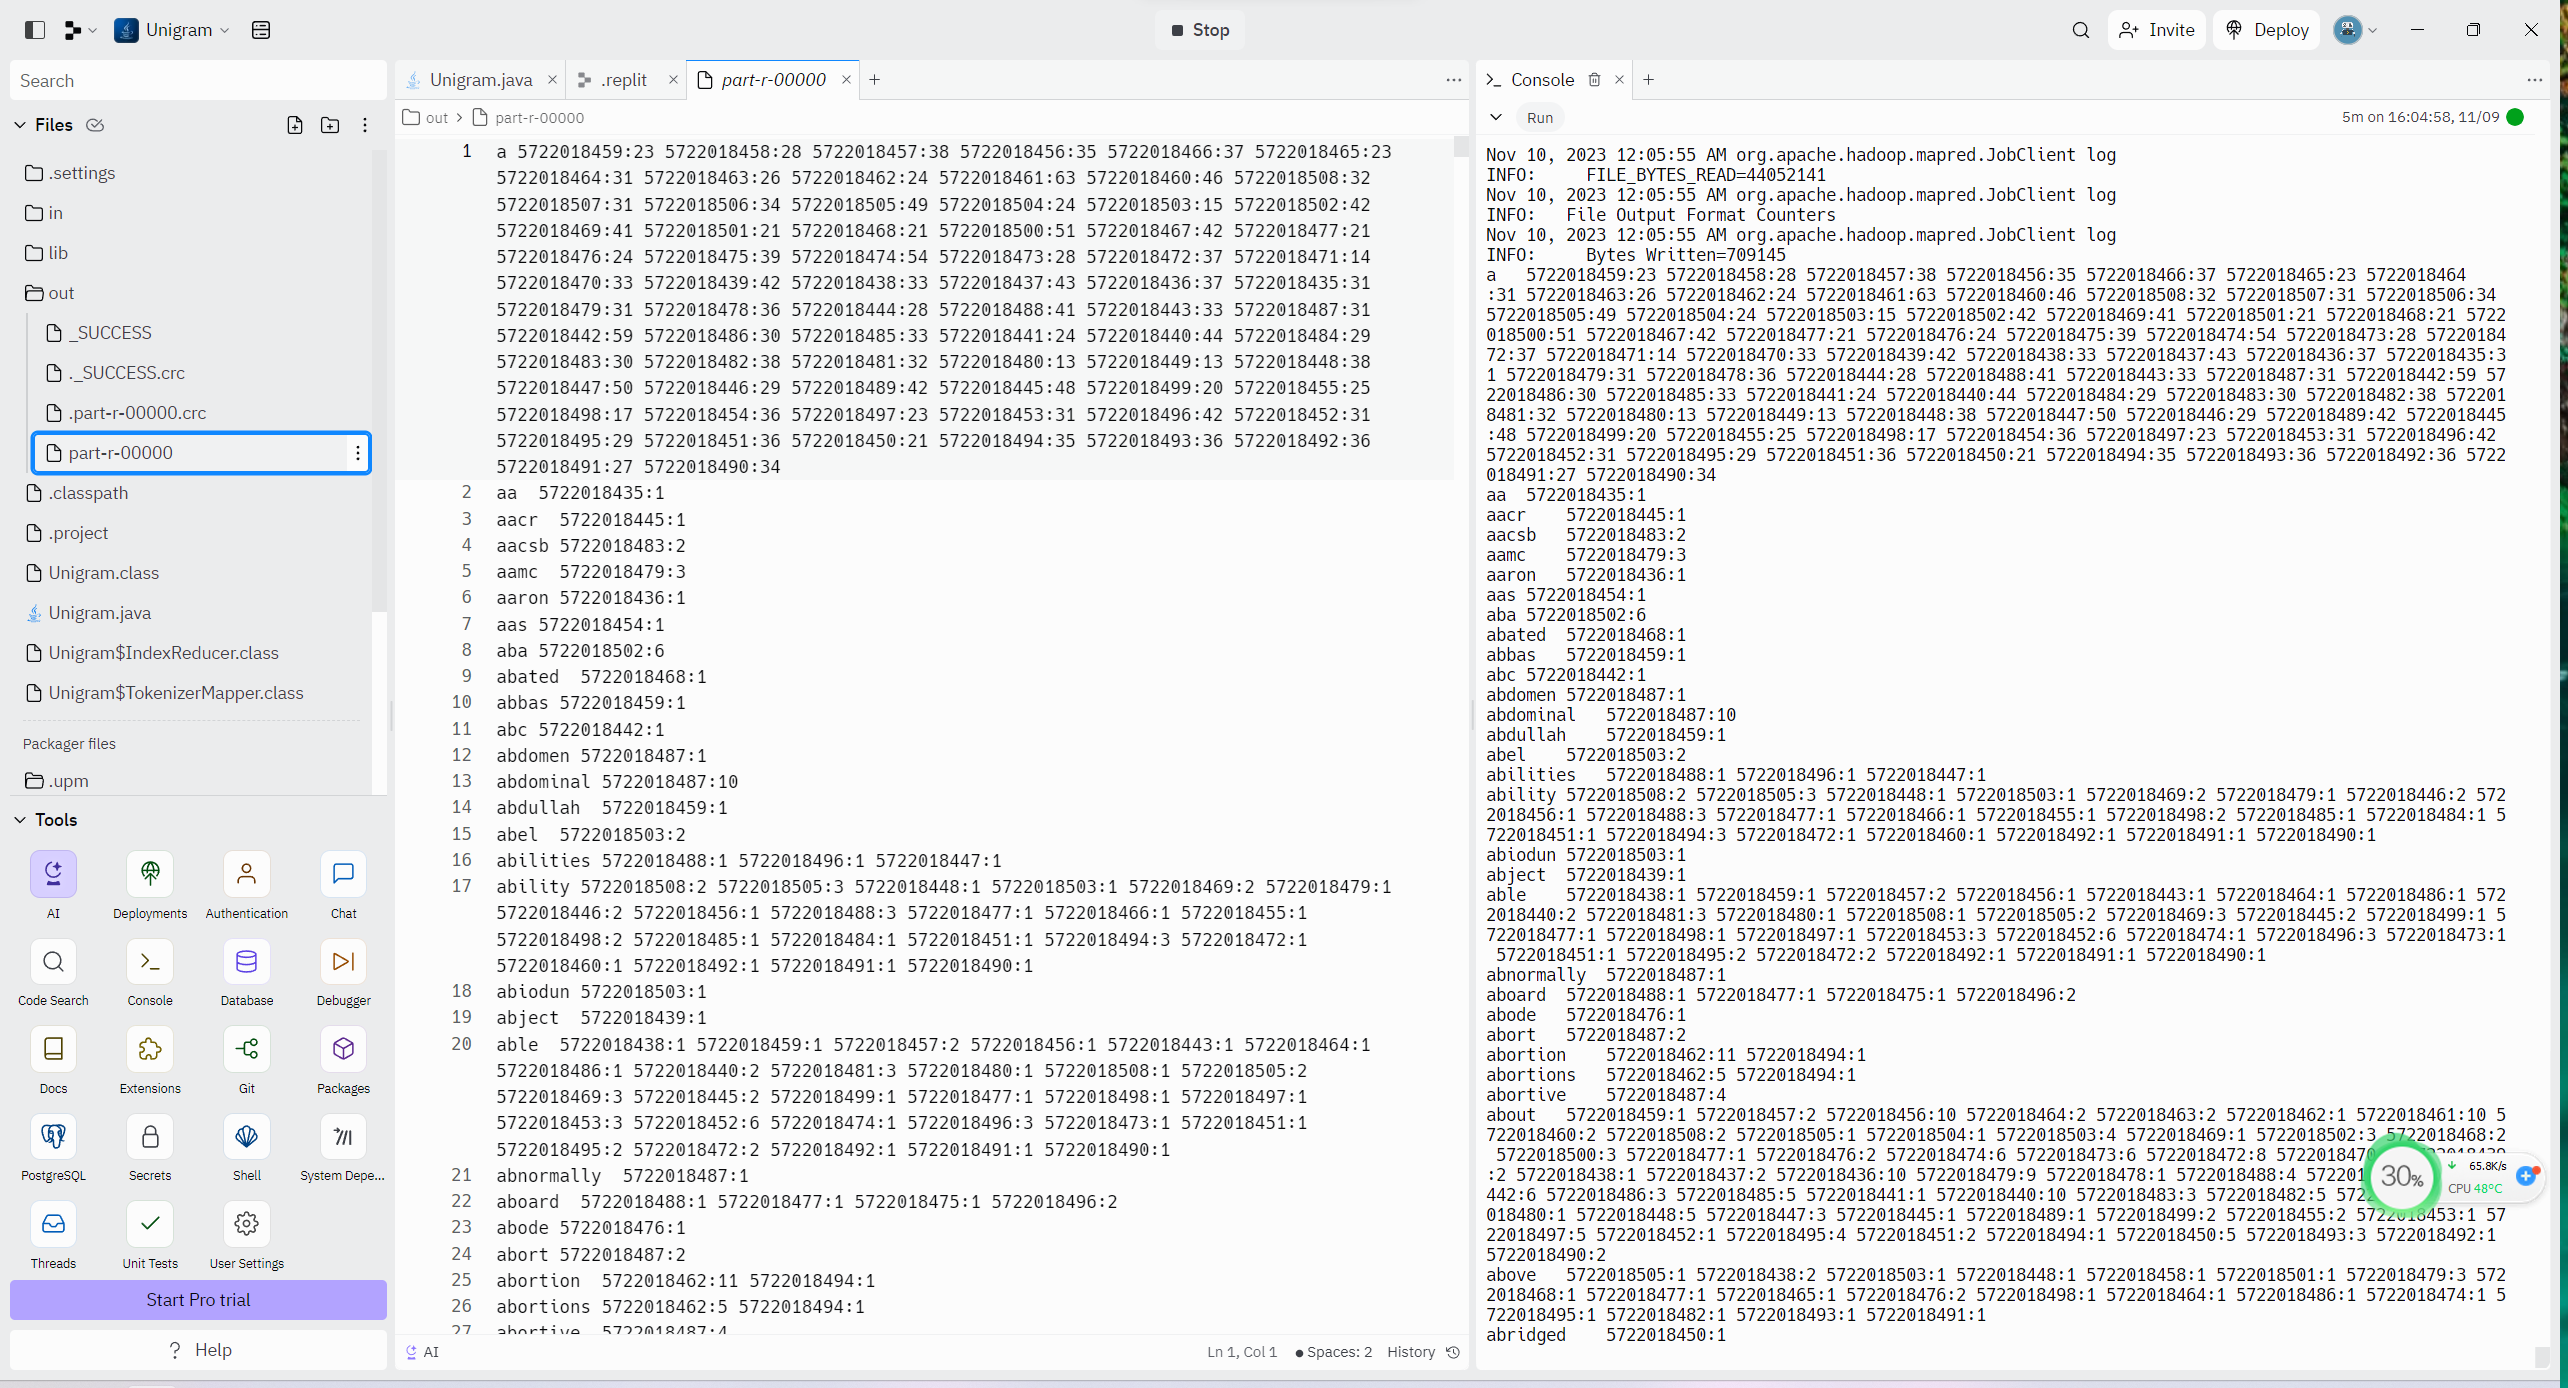 Unigram
Stop
Invite
Deploy
Search
Files
.settings
in
lib
out
_SUCCESS
._SUCCESS.crc
.part-r-00000.crc
part-r-00000
.classpath
.project
Unigram.class
Unigram.java
Unigram$IndexReducer.class
Unigram$TokenizerMapper.class
Packager files
.upm
Tools
AI Deployments Authentication Chat
Code Search Console Database Debugger
Docs Extensions Git Packages
PostgreSQL Secrets Shell System Depe...
Threads Unit Tests User Settings
Start Pro trial
? Help
Unigram.java .replit part-r-00000
out > part-r-00000
1 a 5722018459:23 5722018458:28 5722018457:38 5722018456:35 5722018466:37 5722018465:23
5722018464:31 5722018463:26 5722018462:24 5722018461:63 5722018460:46 5722018508:32
5722018507:31 5722018506:34 5722018505:49 5722018504:24 5722018503:15 5722018502:42
5722018469:41 5722018501:21 5722018468:21 5722018500:51 5722018467:42 5722018477:21
5722018476:24 5722018475:39 5722018474:54 5722018473:28 5722018472:37 5722018471:14
5722018470:33 5722018439:42 5722018438:33 5722018437:43 5722018436:37 5722018435:31
5722018479:31 5722018478:36 5722018444:28 5722018488:41 5722018443:33 5722018487:31
5722018442:59 5722018486:30 5722018485:33 5722018441:24 5722018440:44 5722018484:29
5722018483:30 5722018482:38 5722018481:32 5722018480:13 5722018449:13 5722018448:38
5722018447:50 5722018446:29 5722018489:42 5722018445:48 5722018499:20 5722018455:25
5722018498:17 5722018454:36 5722018497:23 5722018453:31 5722018496:42 5722018452:31
5722018495:29 5722018451:36 5722018450:21 5722018494:35 5722018493:36 5722018492:36
5722018491:27 5722018490:34
2 aa 5722018435:1
3 aacr 5722018445:1
4 aacsb 5722018483:2
5 aamc 5722018479:3
6 aaron 5722018436:1
7 aas 5722018454:1
8 aba 5722018502:6
9 abated 5722018468:1
10 abbas 5722018459:1
11 abc 5722018442:1
12 abdomen 5722018487:1
13 abdominal 5722018487:10
14 abdullah 5722018459:1
15 abel 5722018503:2
16 abilities 5722018488:1 5722018496:1 5722018447:1
17 ability 5722018508:2 5722018505:3 5722018448:1 5722018503:1 5722018469:2 5722018479:1
5722018446:2 5722018456:1 5722018488:3 5722018477:1 5722018466:1 5722018455:1
5722018498:2 5722018485:1 5722018484:1 5722018451:1 5722018494:3 5722018472:1
5722018460:1 5722018492:1 5722018491:1 5722018490:1
18 abiodun 5722018503:1
19 abject 5722018439:1
20 able 5722018438:1 5722018459:1 5722018457:2 5722018456:1 5722018443:1 5722018464:1
5722018486:1 5722018440:2 5722018481:3 5722018480:1 5722018508:1 5722018505:2
5722018469:3 5722018445:2 5722018499:1 5722018477:1 5722018498:1 5722018497:1
5722018453:3 5722018452:6 5722018474:1 5722018496:3 5722018473:1 5722018451:1
5722018495:2 5722018472:2 5722018492:1 5722018491:1 5722018490:1
21 abnormally 5722018487:1
22 aboard 5722018488:1 5722018477:1 5722018475:1 5722018496:2
23 abode 5722018476:1
24 abort 5722018487:2
25 abortion 5722018462:11 5722018494:1
26 abortions 5722018462:5 5722018494:1
27 abortive 5722018487:4
AI Ln 1, Col 1 Spaces: 2 History
Console
Run 5m on 16:04:58, 11/09
Nov 10, 2023 12:05:55 AM org.apache.hadoop.mapred.JobClient log
INFO: FILE_BYTES_READ=44052141
Nov 10, 2023 12:05:55 AM org.apache.hadoop.mapred.JobClient log
INFO: File Output Format Counters
Nov 10, 2023 12:05:55 AM org.apache.hadoop.mapred.JobClient log
INFO: Bytes Written=709145
a 5722018459:23 5722018458:28 5722018457:38 5722018456:35 5722018466:37 5722018465:23 5722018464
:31 5722018463:26 5722018462:24 5722018461:63 5722018460:46 5722018508:32 5722018507:31 5722018506:34
5722018505:49 5722018504:24 5722018503:15 5722018502:42 5722018469:41 5722018501:21 5722018468:21 5722
018500:51 5722018467:42 5722018477:21 5722018476:24 5722018475:39 5722018474:54 5722018473:28 57220184
72:37 5722018471:14 5722018470:33 5722018439:42 5722018438:33 5722018437:43 5722018436:37 5722018435:3
1 5722018479:31 5722018478:36 5722018444:28 5722018488:41 5722018443:33 5722018487:31 5722018442:59 57
22018486:30 5722018485:33 5722018441:24 5722018440:44 5722018484:29 5722018483:30 5722018482:38 572201
8481:32 5722018480:13 5722018449:13 5722018448:38 5722018447:50 5722018446:29 5722018489:42 5722018445
:48 5722018499:20 5722018455:25 5722018498:17 5722018454:36 5722018497:23 5722018453:31 5722018496:42
5722018452:31 5722018495:29 5722018451:36 5722018450:21 5722018494:35 5722018493:36 5722018492:36 5722
018491:27 5722018490:34
aa 5722018435:1
aacr 5722018445:1
aacsb 5722018483:2
aamc 5722018479:3
aaron 5722018436:1
aas 5722018454:1
aba 5722018502:6
abated 5722018468:1
abbas 5722018459:1
abc 5722018442:1
abdomen 5722018487:1
abdominal 5722018487:10
abdullah 5722018459:1
abel 5722018503:2
abilities 5722018488:1 5722018496:1 5722018447:1
ability 5722018508:2 5722018505:3 5722018448:1 5722018503:1 5722018469:2 5722018479:1 5722018446:2 572
2018456:1 5722018488:3 5722018477:1 5722018466:1 5722018455:1 5722018498:2 5722018485:1 5722018484:1 5
722018451:1 5722018494:3 5722018472:1 5722018460:1 5722018492:1 5722018491:1 5722018490:1
abiodun 5722018503:1
abject 5722018439:1
able 5722018438:1 5722018459:1 5722018457:2 5722018456:1 5722018443:1 5722018464:1 5722018486:1 572
2018440:2 5722018481:3 5722018480:1 5722018508:1 5722018505:2 5722018469:3 5722018445:2 5722018499:1 5
722018477:1 5722018498:1 5722018497:1 5722018453:3 5722018452:6 5722018474:1 5722018496:3 5722018473:1
5722018451:1 5722018495:2 5722018472:2 5722018492:1 5722018491:1 5722018490:1
abnormally 5722018487:1
aboard 5722018488:1 5722018477:1 5722018475:1 5722018496:2
abode 5722018476:1
abort 5722018487:2
abortion 5722018462:11 5722018494:1
abortions 5722018462:5 5722018494:1
abortive 5722018487:4
about 5722018459:1 5722018457:2 5722018456:10 5722018464:2 5722018463:2 5722018462:1 5722018461:10 5
722018460:2 5722018508:2 5722018505:1 5722018504:1 5722018503:4 5722018469:1 5722018502:3 5722018468:2
5722018500:3 5722018477:1 5722018476:2 5722018474:6 5722018473:6 5722018472:8 572201847
:2 5722018438:1 5722018437:2 5722018436:10 5722018479:9 5722018478:1 5722018488:4 572201
442:6 5722018486:3 5722018485:5 5722018441:1 5722018440:10 5722018483:3 5722018482:5 572
018480:1 5722018448:5 5722018447:3 5722018445:1 5722018489:1 5722018499:2 5722018455:2 5722018453:1 57
22018497:5 5722018452:1 5722018495:4 5722018451:2 5722018494:1 5722018450:5 5722018493:3 5722018492:1
5722018490:2
above 5722018505:1 5722018438:2 5722018503:1 5722018448:1 5722018458:1 5722018501:1 5722018479:3 572
2018468:1 5722018477:1 5722018465:1 5722018476:2 5722018498:1 5722018464:1 5722018486:1 5722018474:1 5
722018495:1 5722018482:1 5722018493:1 5722018491:1
abridged 5722018450:1
30%
65.8K/s
CPU 48°C